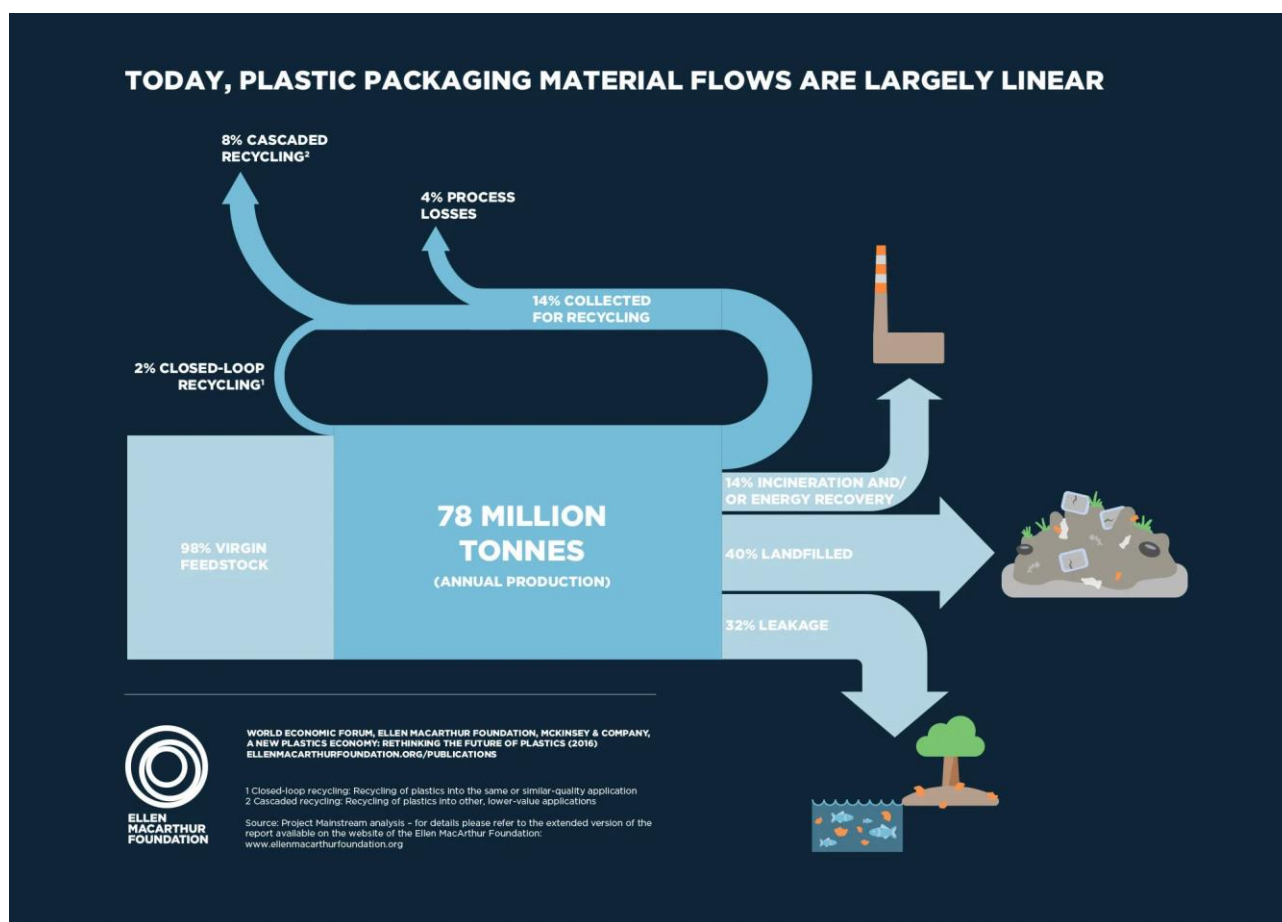 TODAY, PLASTIC PACKAGING MATERIAL FLOWS ARE LARGELY LINEAR
8% CASCADED
RECYCLING²
4% PROCESS
LOSSES
14% COLLECTED
FOR RECYCLING
2% CLOSED-LOOP
RECYCLING¹
98% VIRGIN
FEEDSTOCK
78 MILLION
TONNES
(ANNUAL PRODUCTION)
14% INCINERATION AND/
OR ENERGY RECOVERY
40% LANDFILLED
32% LEAKAGE
ELLEN
MACARTHUR
FOUNDATION
WORLD ECONOMIC FORUM, ELLEN MACARTHUR FOUNDATION, MCKINSEY & COMPANY,
A NEW PLASTICS ECONOMY: RETHINKING THE FUTURE OF PLASTICS (2016)
ELLENMACARTHURFOUNDATION.ORG/PUBLICATIONS
1 Closed-loop recycling: Recycling of plastics into the same or similar-quality application
2 Cascaded recycling: Recycling of plastics into other, lower-value applications
Source: Project Mainstream analysis – for details please refer to the extended version of the
report available on the website of the Ellen MacArthur Foundation:
www.ellenmacarthurfoundation.org